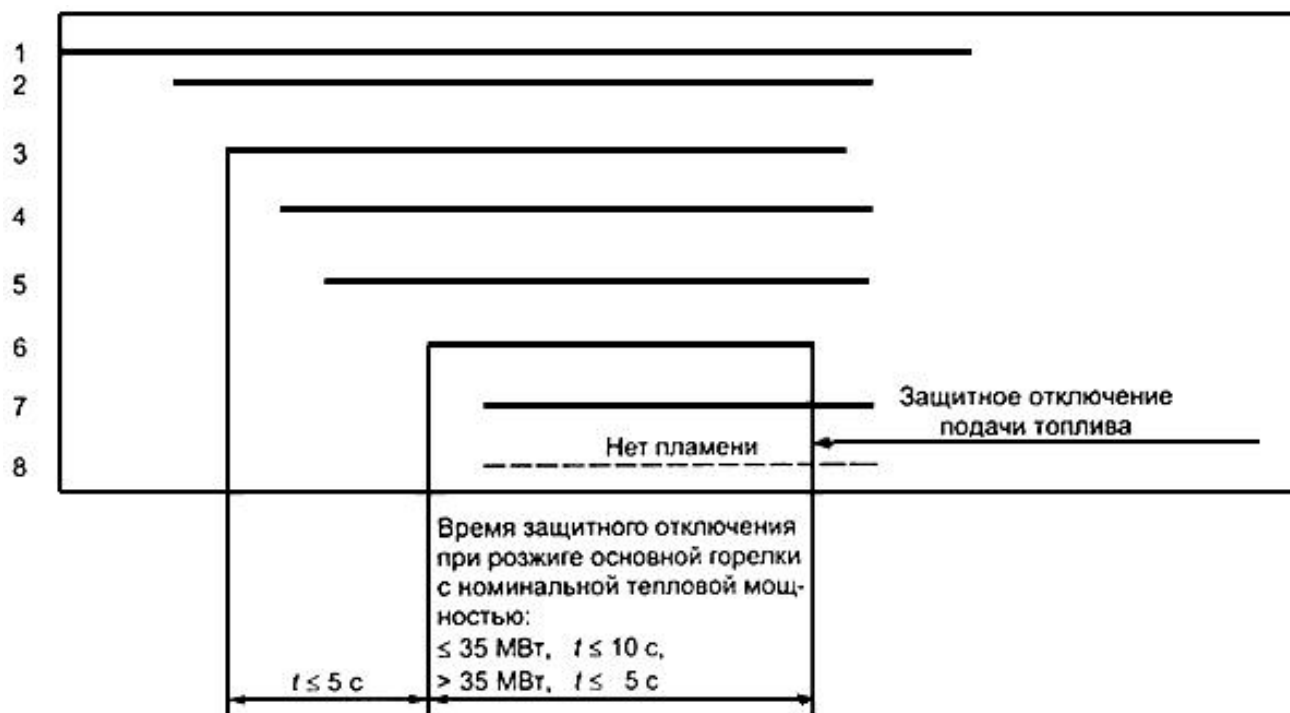 1
2
3
4
5
6
7
Защитное отключение
подачи топлива
Нет пламени
8
Время защитного отключения
при розжиге основной горелки
с номинальной тепловой мощ-
ностью:
≤ 35 МВт, t ≤ 10 с,
> 35 МВт, t ≤ 5 с
t ≤ 5 с